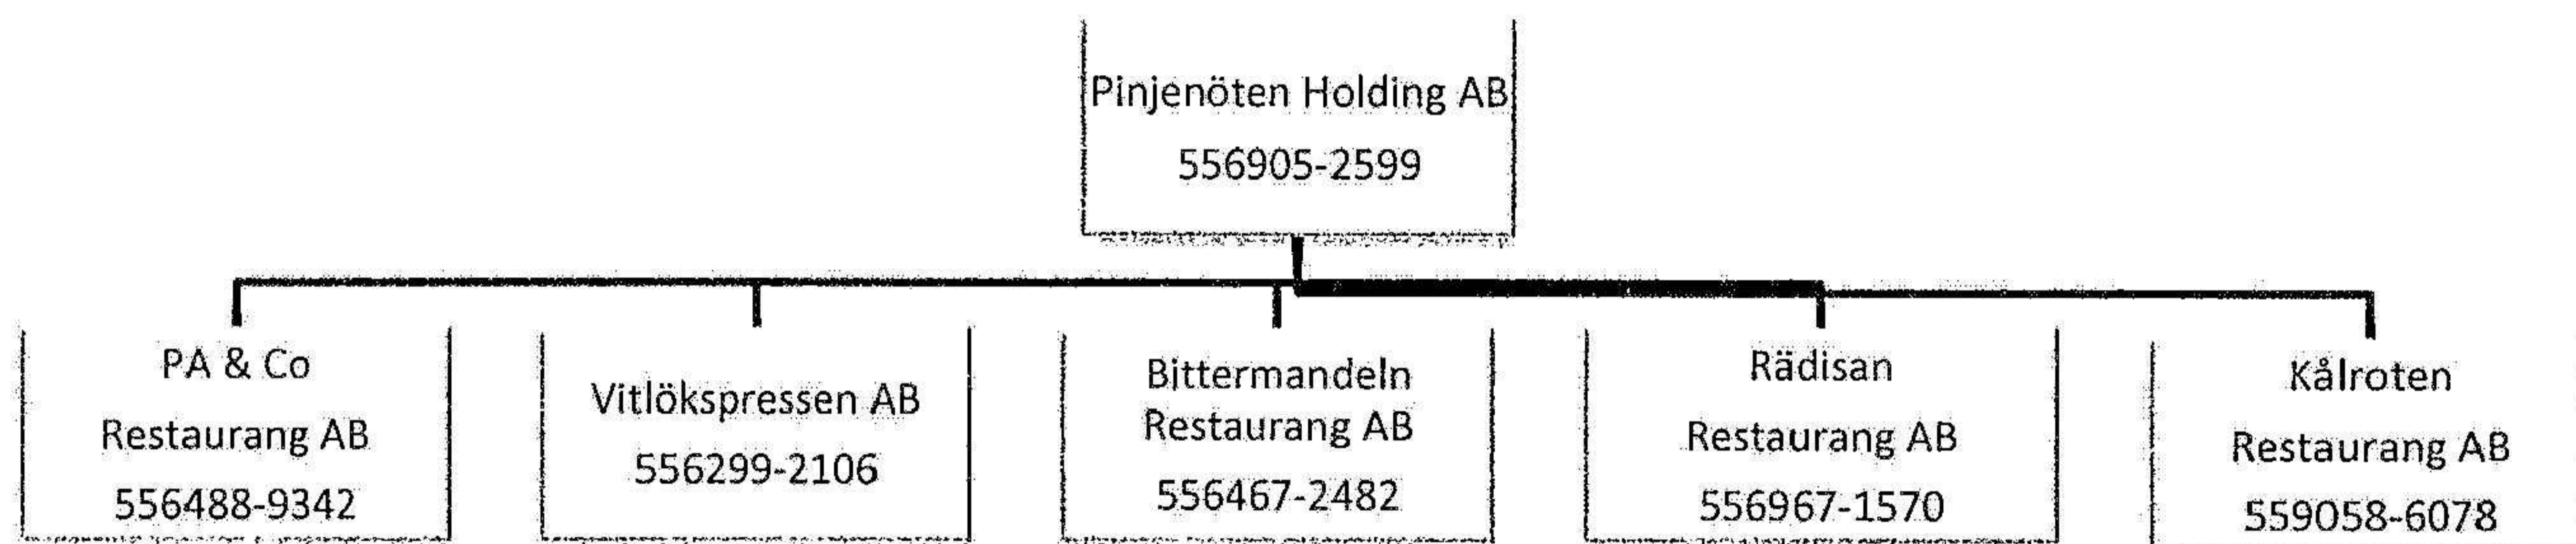 Pinjenöten Holding AB
556905-2599
PA & Co
Restaurang AB
556488-9342
Vitlökspressen AB
556299-2106
Bittermandeln
Restaurang AB
556467-2482
Rädisan
Restaurang AB
556967-1570
Kålroten
Restaurang AB
559058-6078